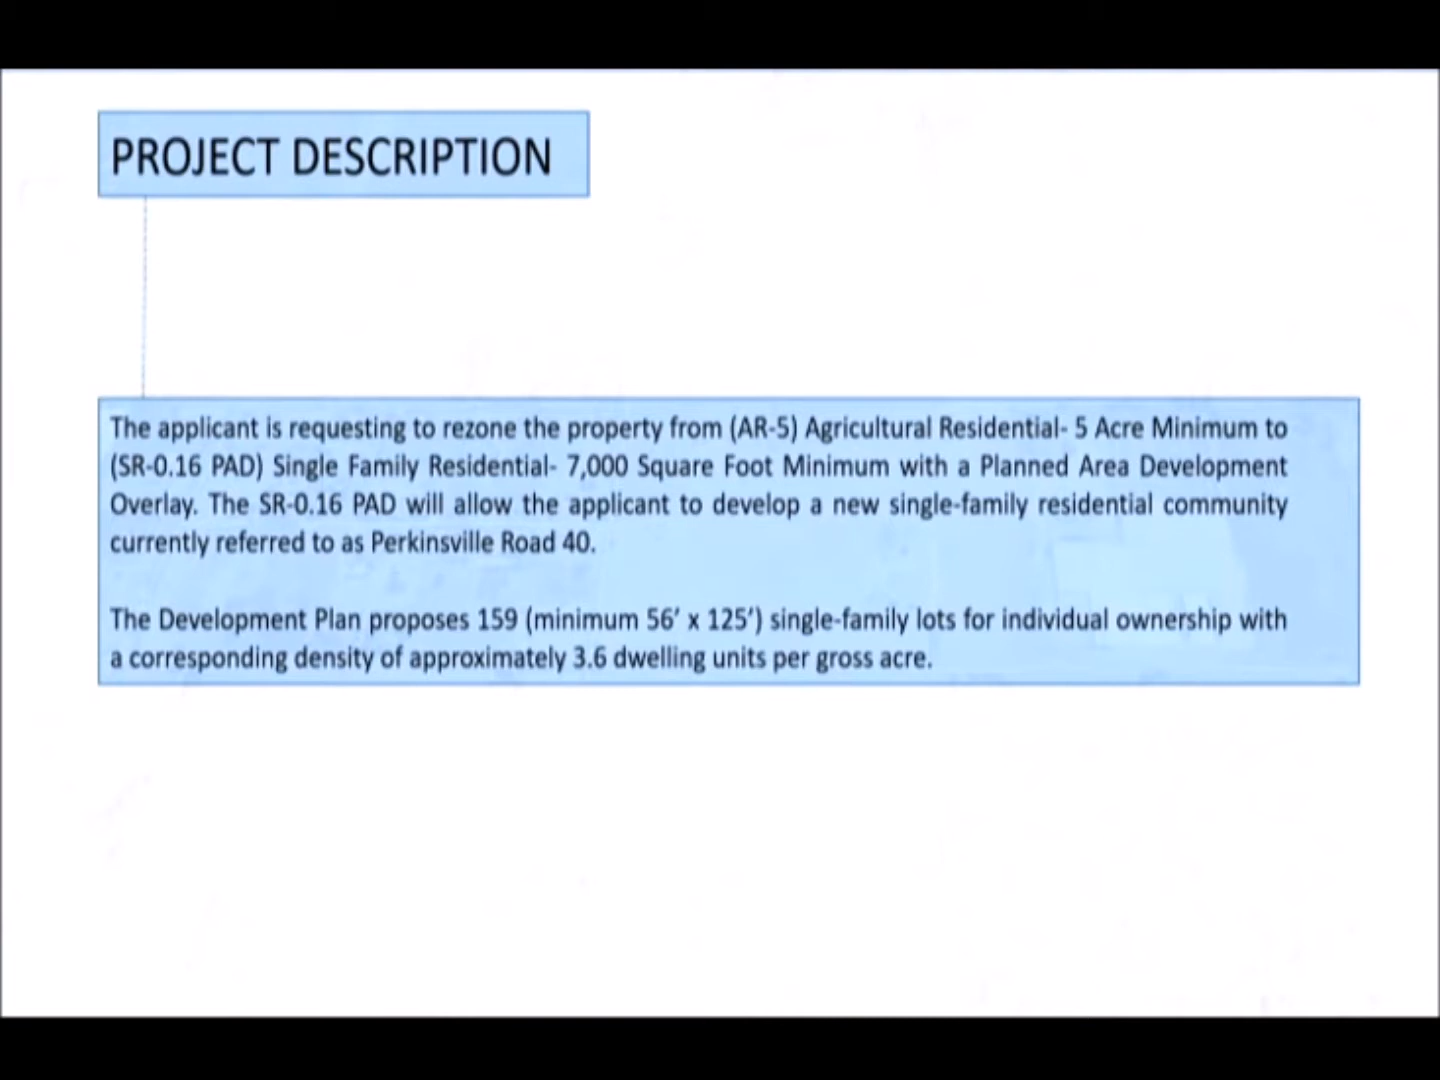 PROJECT DESCRIPTION
The applicant is requesting to rezone the property from (AR-5) Agricultural Residential- 5 Acre Minimum to
(SR-0.16 PAD) Single Family Residential- 7,000 Square Foot Minimum with a Planned Area Development
Overlay. The SR-0.16 PAD will allow the applicant to develop a new single-family residential community
currently referred to as Perkinsville Road 40.
The Development Plan proposes 159 (minimum 56’ x 125’) single-family lots for individual ownership with
a corresponding density of approximately 3.6 dwelling units per gross acre.